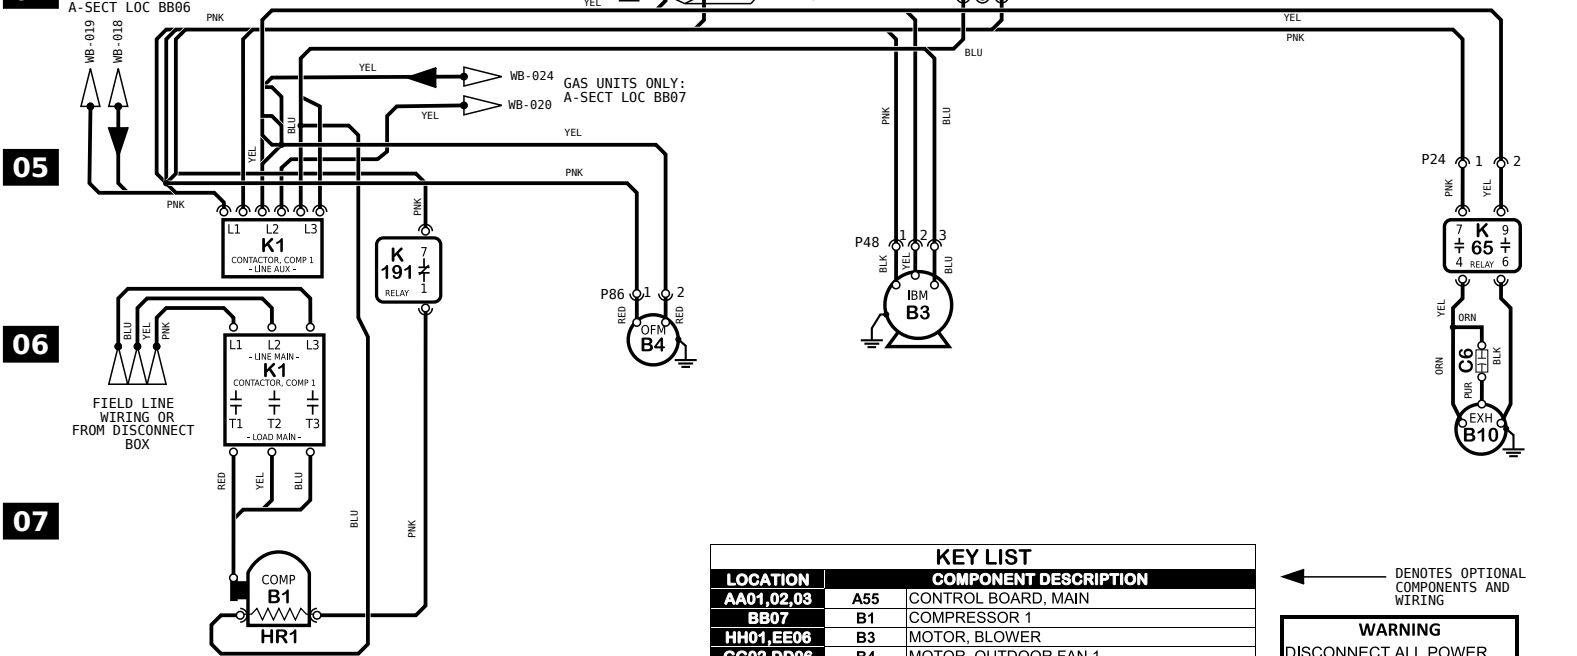 A-SECT LOC BB06
PNK
YEL
YEL
PNK
BLU
WB-019
WB-018
YEL
WB-024
GAS UNITS ONLY:
A-SECT LOC BB07
WB-020
YEL
BLU
YEL
YEL
PNK
PNK
BLU
05
PNK
PNK
P24
1
2
PNK
YEL
L1
L2
L3
K1
CONTACTOR, COMP 1
- LINE AUX -
K
191
7
1
RELAY
P48
1
2
3
BLK
YEL
BLU
7
K
9
65
4
RELAY
6
IBM
B3
P86
1
2
RED
RED
OFM
B4
YEL
ORN
ORN
C6
BLK
PUR
EXH
B10
06
BLU
YEL
PNK
L1
L2
L3
- LINE MAIN -
K1
CONTACTOR, COMP 1
T1
T2
T3
- LOAD MAIN -
FIELD LINE
WIRING OR
FROM DISCONNECT
BOX
RED
YEL
BLU
BLU
PNK
07
COMP
B1
HR1
KEY LIST
LOCATION COMPONENT DESCRIPTION
AA01,02,03 A55 CONTROL BOARD, MAIN
BB07 B1 COMPRESSOR 1
HH01,EE06 B3 MOTOR, BLOWER
B4 MOTOR, OUTDOOR FAN 1
DENOTES OPTIONAL
COMPONENTS AND
WIRING
WARNING
DISCONNECT ALL POWER